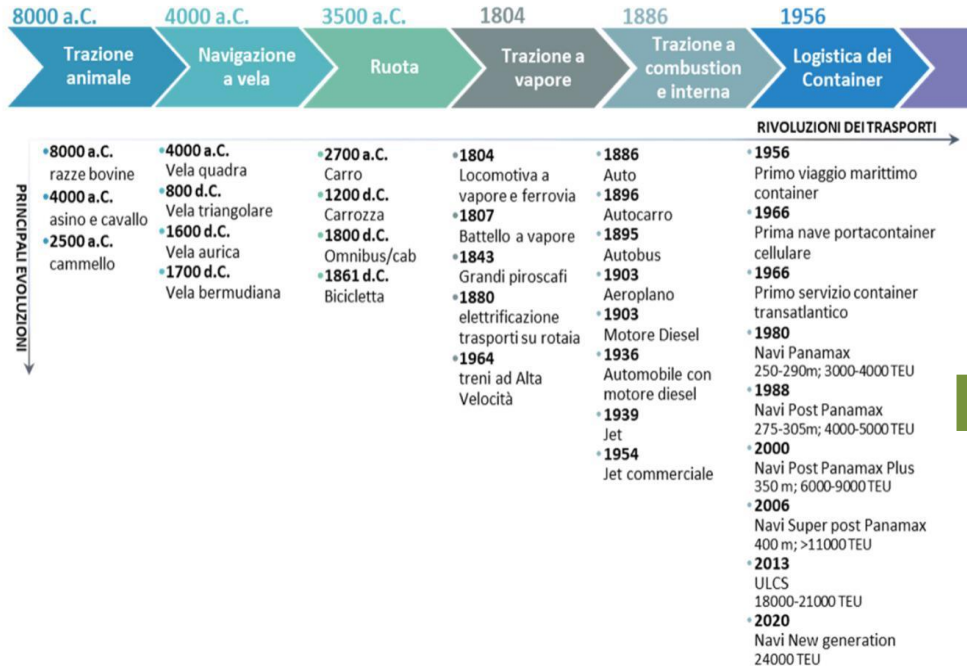 8000 a.C.
4000 a.C.
3500 a.C.
1804
1886
1956
Trazione
animale
Navigazione
a vela
Ruota
Trazione a
vapore
Trazione a
combustion
e interna
Logistica dei
Container
RIVOLUZIONI DEI TRASPORTI
PRINCIPALI EVOLUZIONI
•8000 a.C.
razze bovine
•4000 a.C.
asino e cavallo
•2500 a.C.
cammello
•4000 a.C.
Vela quadra
•800 d.C.
Vela triangolare
•1600 d.C.
Vela aurica
•1700 d.C.
Vela bermudiana
•2700 a.C.
Carro
•1200 d.C.
Carrozza
•1800 d.C.
Omnibus/cab
•1861 d.C.
Bicicletta
•1804
Locomotiva a
vapore e ferrovia
•1807
Battello a vapore
•1843
Grandi piroscafi
•1880
elettrificazione
trasporti su rotaia
•1964
treni ad Alta
Velocità
•1886
Auto
•1896
Autocarro
•1895
Autobus
•1903
Aeroplano
•1903
Motore Diesel
•1936
Automobile con
motore diesel
•1939
Jet
•1954
Jet commerciale
•1956
Primo viaggio marittimo
container
•1966
Prima nave portacontainer
cellulare
•1966
Primo servizio container
transatlantico
•1980
Navi Panamax
250-290m; 3000-4000 TEU
•1988
Navi Post Panamax
275-305m; 4000-5000 TEU
•2000
Navi Post Panamax Plus
350 m; 6000-9000 TEU
•2006
Navi Super post Panamax
400 m; >11000 TEU
•2013
ULCS
18000-21000 TEU
•2020
Navi New generation
24000 TEU